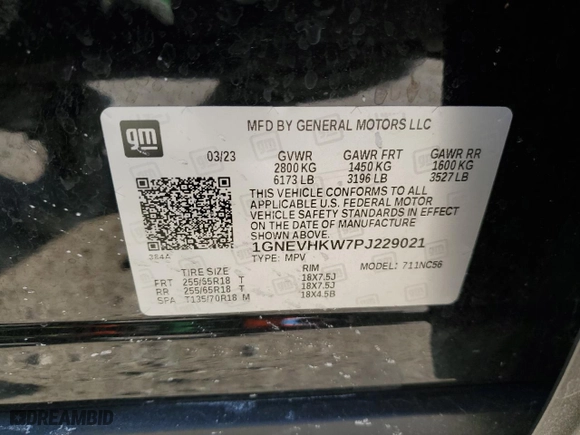 gm
MFD BY GENERAL MOTORS LLC
03/23 GVWR GAWR FRT GAWR RR
2800 KG 1450 KG 1600 KG
6173 LB 3196 LB 3527 LB
THIS VEHICLE CONFORMS TO ALL
APPLICABLE U.S. FEDERAL MOTOR
VEHICLE SAFETY STANDARDS IN EFFECT
ON THE DATE OF MANUFACTURE
SHOWN ABOVE.
1GNEVHKW7PJ229021
TYPE: MPV MODEL: 711NC56
TIRE SIZE RIM
FRT 255/65R18 T 18X7.5J
RR 255/65R18 T 18X7.5J
SPA T135/70R18 M 18X4.5B
DREAMBID